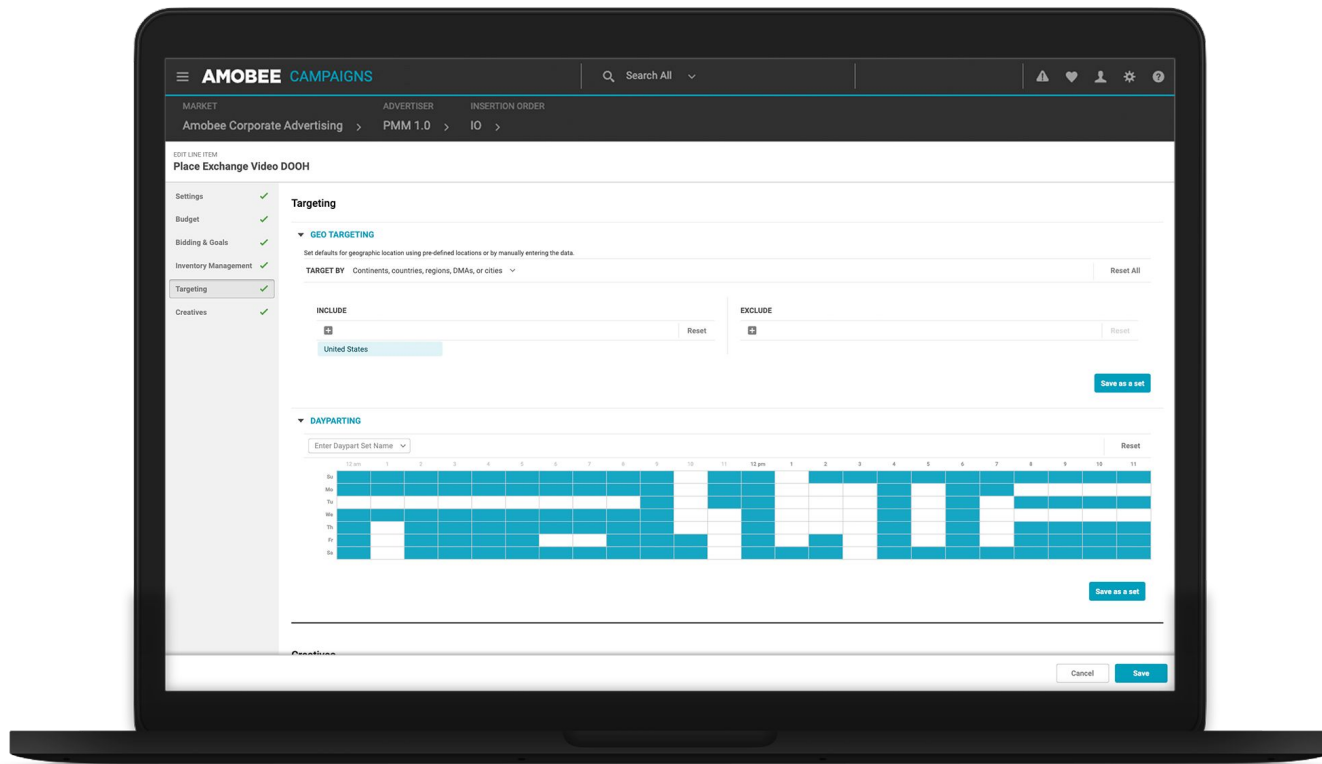 AMOBEE CAMPAIGNS
Search All
MARKET ADVERTISER INSERTION ORDER
Amobee Corporate Advertising > PMM 1.0 > IO >
EDIT LINE ITEM
Place Exchange Video DOOH
Settings
Budget
Bidding & Goals
Inventory Management
Targeting
Creatives
Targeting
GEO TARGETING
Set defaults for geographic location using pre-defined locations or by manually entering the data.
TARGET BY Continents, countries, regions, DMAs, or cities
Reset All
INCLUDE
Reset
United States
EXCLUDE
Reset
Save as a set
DAYPARTING
Enter Daypart Set Name
Reset
12 am 1 2 3 4 5 6 7 8 9 10 11 12 pm 1 2 3 4 5 6 7 8 9 10 11
Su
Mo
Tu
We
Th
Fr
Sa
Save as a set
Creatives
Cancel Save